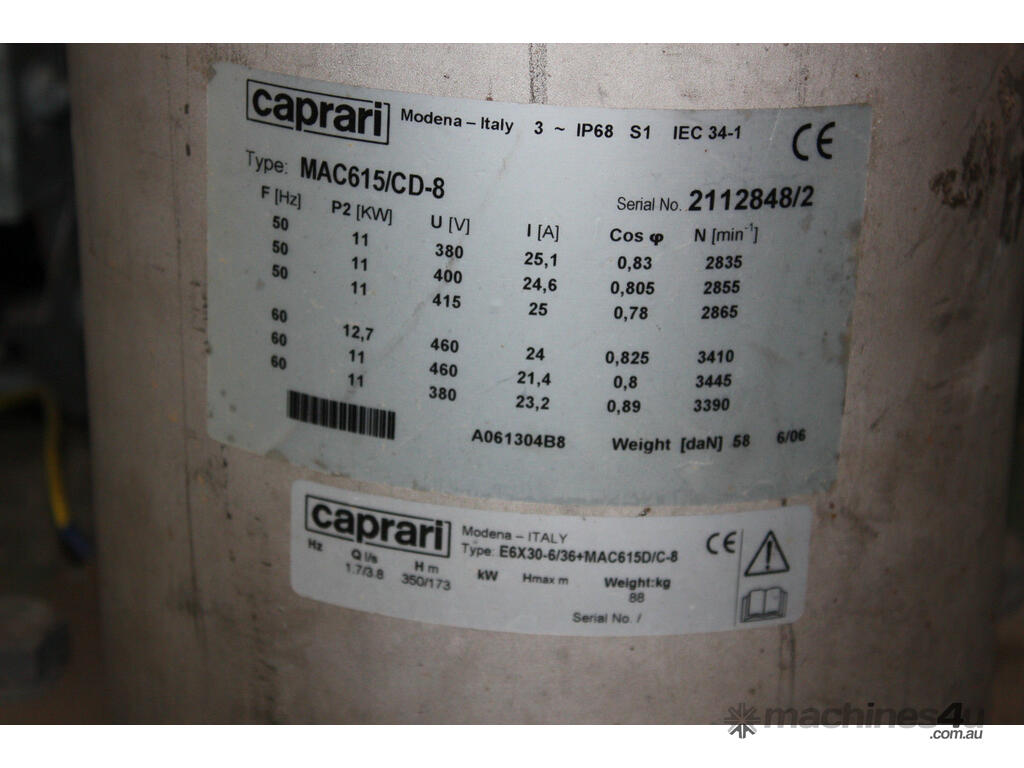 caprari Modena – Italy 3 ~ IP68 S1 IEC 34-1 CE
Type: MAC615/CD-8
Serial No. 2112848/2
F [Hz] P2 [KW] U [V] I [A] Cos φ N [min⁻¹]
50 11 380 25,1 0,83 2835
50 11 400 24,6 0,805 2855
50 11 415 25 0,78 2865
60 12,7 460 24 0,825 3410
60 11 460 21,4 0,8 3445
60 11 380 23,2 0,89 3390
A061304B8 Weight [daN] 58 6/06
caprari Modena – ITALY CE
Type: E6X30-6/36+MAC615D/C-8
Hz Q l/s H m kW Hmax m Weight:kg
1.7/3.8 350/173 88
Serial No. /
machines4u
.com.au